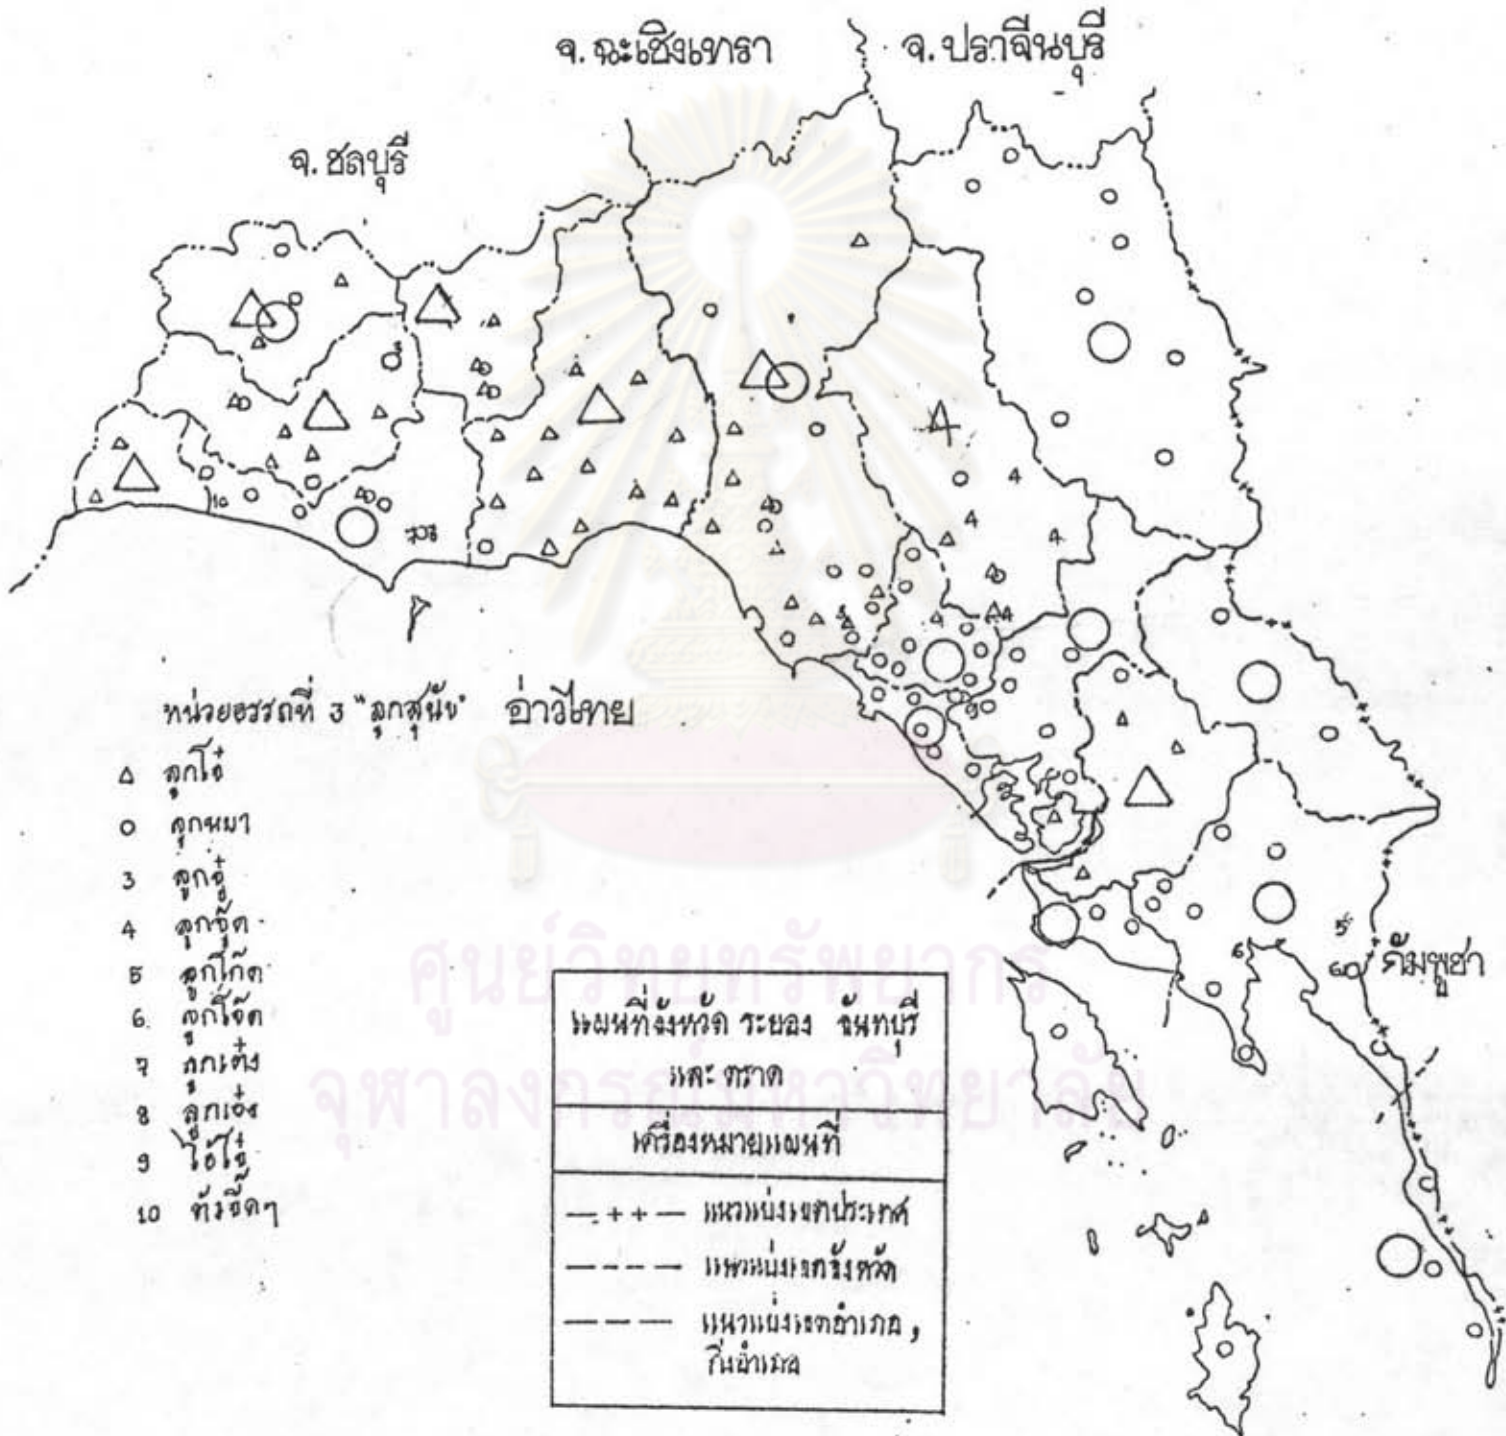 จ.ฉะเชิงเทรา
จ.ปราจีนบุรี
จ.ชลบุรี
หน่วยอรรถที่ 3 "ลูกสุนัข"
อ่าวไทย
△ ลูกโอ๋
○ ลูกหมา
3 ลูกอู๋
4 ลูกจุ๊ด
5 ลูกโก๊ด
6. ลูกโจ๊ด
7 ลูกเต๋ง
8 ลูกเอ๋ง
9
10
กัมพูชา
ศูนย์วิทยทรัพยากร
จุฬาลงกรณ์มหาวิทยาลัย
แผนที่จังหวัด ระยอง จันทบุรี
และ ตราด
เครื่องหมายแผนที่
—.++— แนวแบ่งเขตประเทศ
—---— แนวแบ่งเขตจังหวัด
———— แนวแบ่งเขตอำเภอ,
กิ่งอำเภอ